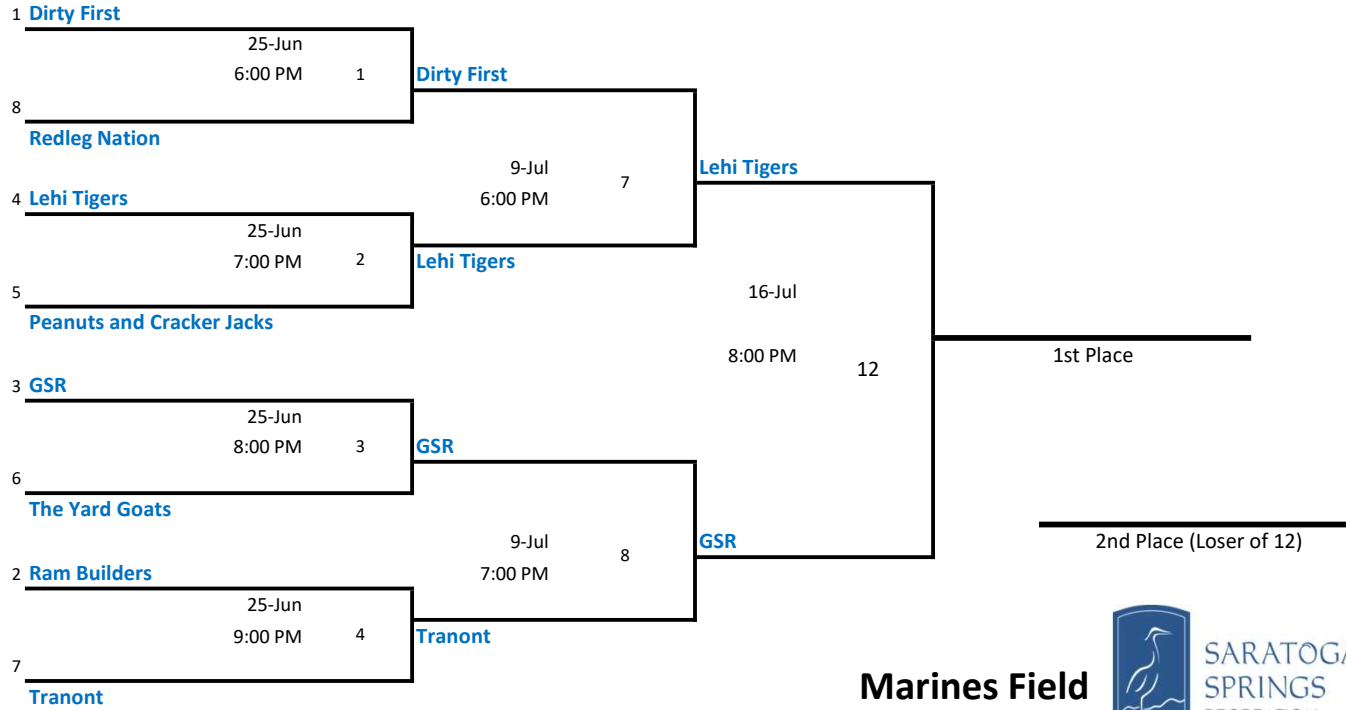 1 Dirty First
25-Jun
6:00 PM 1 Dirty First
8
Redleg Nation
9-Jul Lehi Tigers
7
4 Lehi Tigers 6:00 PM
25-Jun
7:00 PM 2 Lehi Tigers
5 16-Jul
Peanuts and Cracker Jacks
8:00 PM 12 1st Place
3 GSR
25-Jun
8:00 PM 3 GSR
6
The Yard Goats
9-Jul 8 GSR 2nd Place (Loser of 12)
2 Ram Builders 7:00 PM
25-Jun
9:00 PM 4 Tranont
7
Tranont
Marines Field
SARATOGA
SPRINGS